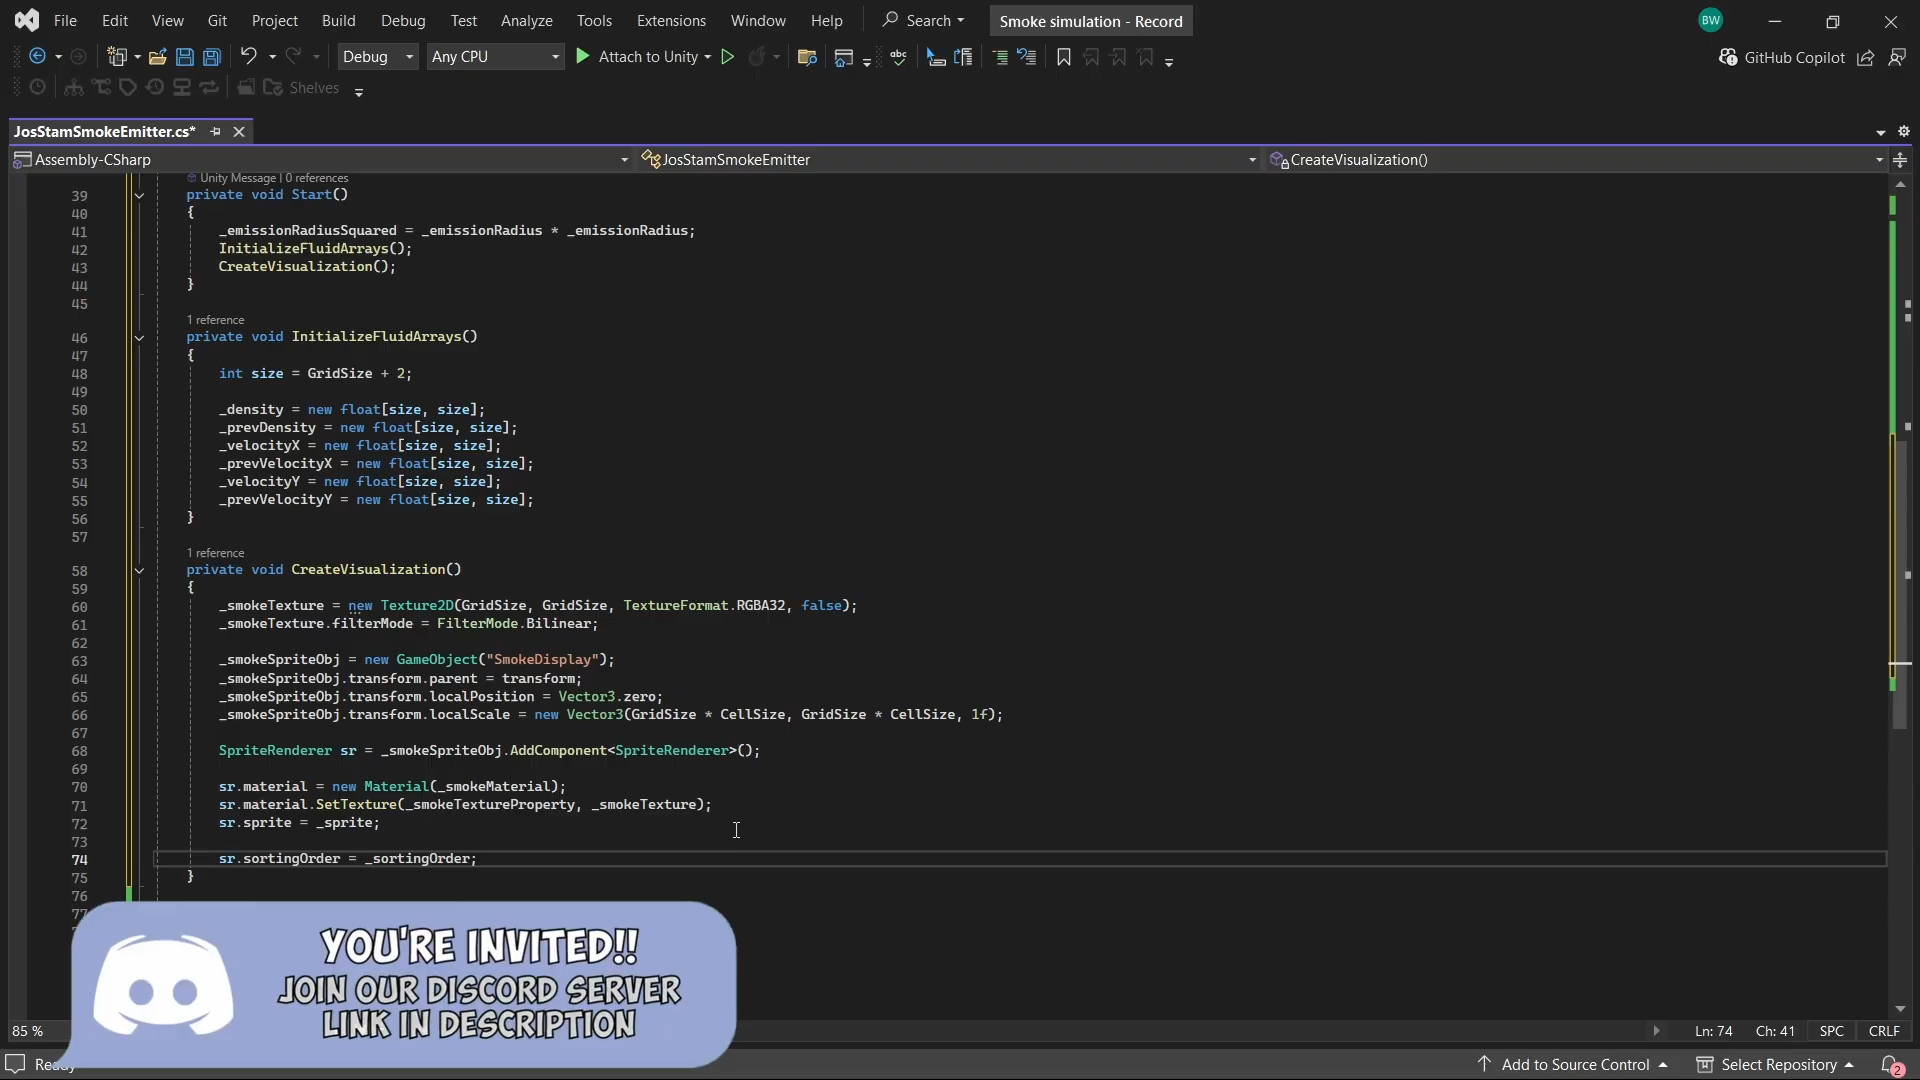 File Edit View Git Project Build Debug Test Analyze Tools Extensions Window Help Search Smoke simulation - Record BW
Debug Any CPU Attach to Unity abc GitHub Copilot
Shelves
JosStamSmokeEmitter.cs*
Assembly-CSharp JosStamSmokeEmitter CreateVisualization()
Unity Message | 0 references
39 private void Start()
40 {
41 _emissionRadiusSquared = _emissionRadius * _emissionRadius;
42 InitializeFluidArrays();
43 CreateVisualization();
44 }
45
1 reference
46 private void InitializeFluidArrays()
47 {
48 int size = GridSize + 2;
49
50 _density = new float[size, size];
51 _prevDensity = new float[size, size];
52 _velocityX = new float[size, size];
53 _prevVelocityX = new float[size, size];
54 _velocityY = new float[size, size];
55 _prevVelocityY = new float[size, size];
56 }
57
1 reference
58 private void CreateVisualization()
59 {
60 _smokeTexture = new Texture2D(GridSize, GridSize, TextureFormat.RGBA32, false);
61 _smokeTexture.filterMode = FilterMode.Bilinear;
62
63 _smokeSpriteObj = new GameObject("SmokeDisplay");
64 _smokeSpriteObj.transform.parent = transform;
65 _smokeSpriteObj.transform.localPosition = Vector3.zero;
66 _smokeSpriteObj.transform.localScale = new Vector3(GridSize * CellSize, GridSize * CellSize, 1f);
67
68 SpriteRenderer sr = _smokeSpriteObj.AddComponent<SpriteRenderer>();
69
70 sr.material = new Material(_smokeMaterial);
71 sr.material.SetTexture(_smokeTextureProperty, _smokeTexture);
72 sr.sprite = _sprite;
73
74 sr.sortingOrder = _sortingOrder;
75 }
76
77
YOU'RE INVITED!!
JOIN OUR DISCORD SERVER
LINK IN DESCRIPTION
85 % Ln: 74 Ch: 41 SPC CRLF
Ready Add to Source Control Select Repository 2